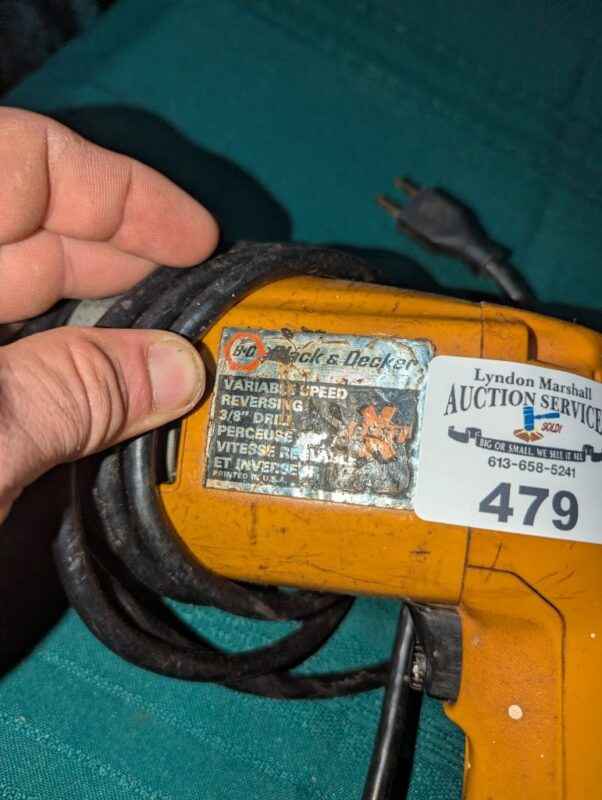 B&D Black & Decker
VARIABLE SPEED
REVERSING
3/8" DRILL
PERCEUSE
VITESSE
ET INVERSEUR
PRINTED IN U.S.A.
Lyndon Marshall
AUCTION SERVICE
SOLD!
BIG OR SMALL, WE SELL IT ALL
613-658-5241
479